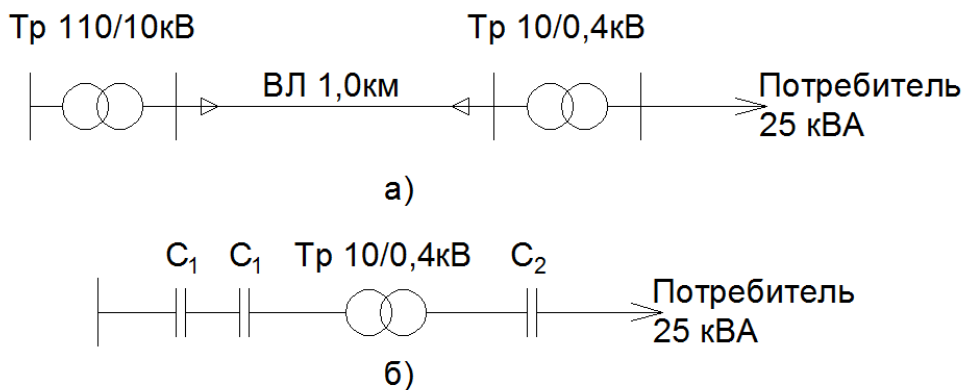 Тр 110/10кВ
Тр 10/0,4кВ
ВЛ 1,0км
Потребитель
25 кВА
а)
C₁
C₁
Тр 10/0,4кВ
C₂
Потребитель
25 кВА
б)